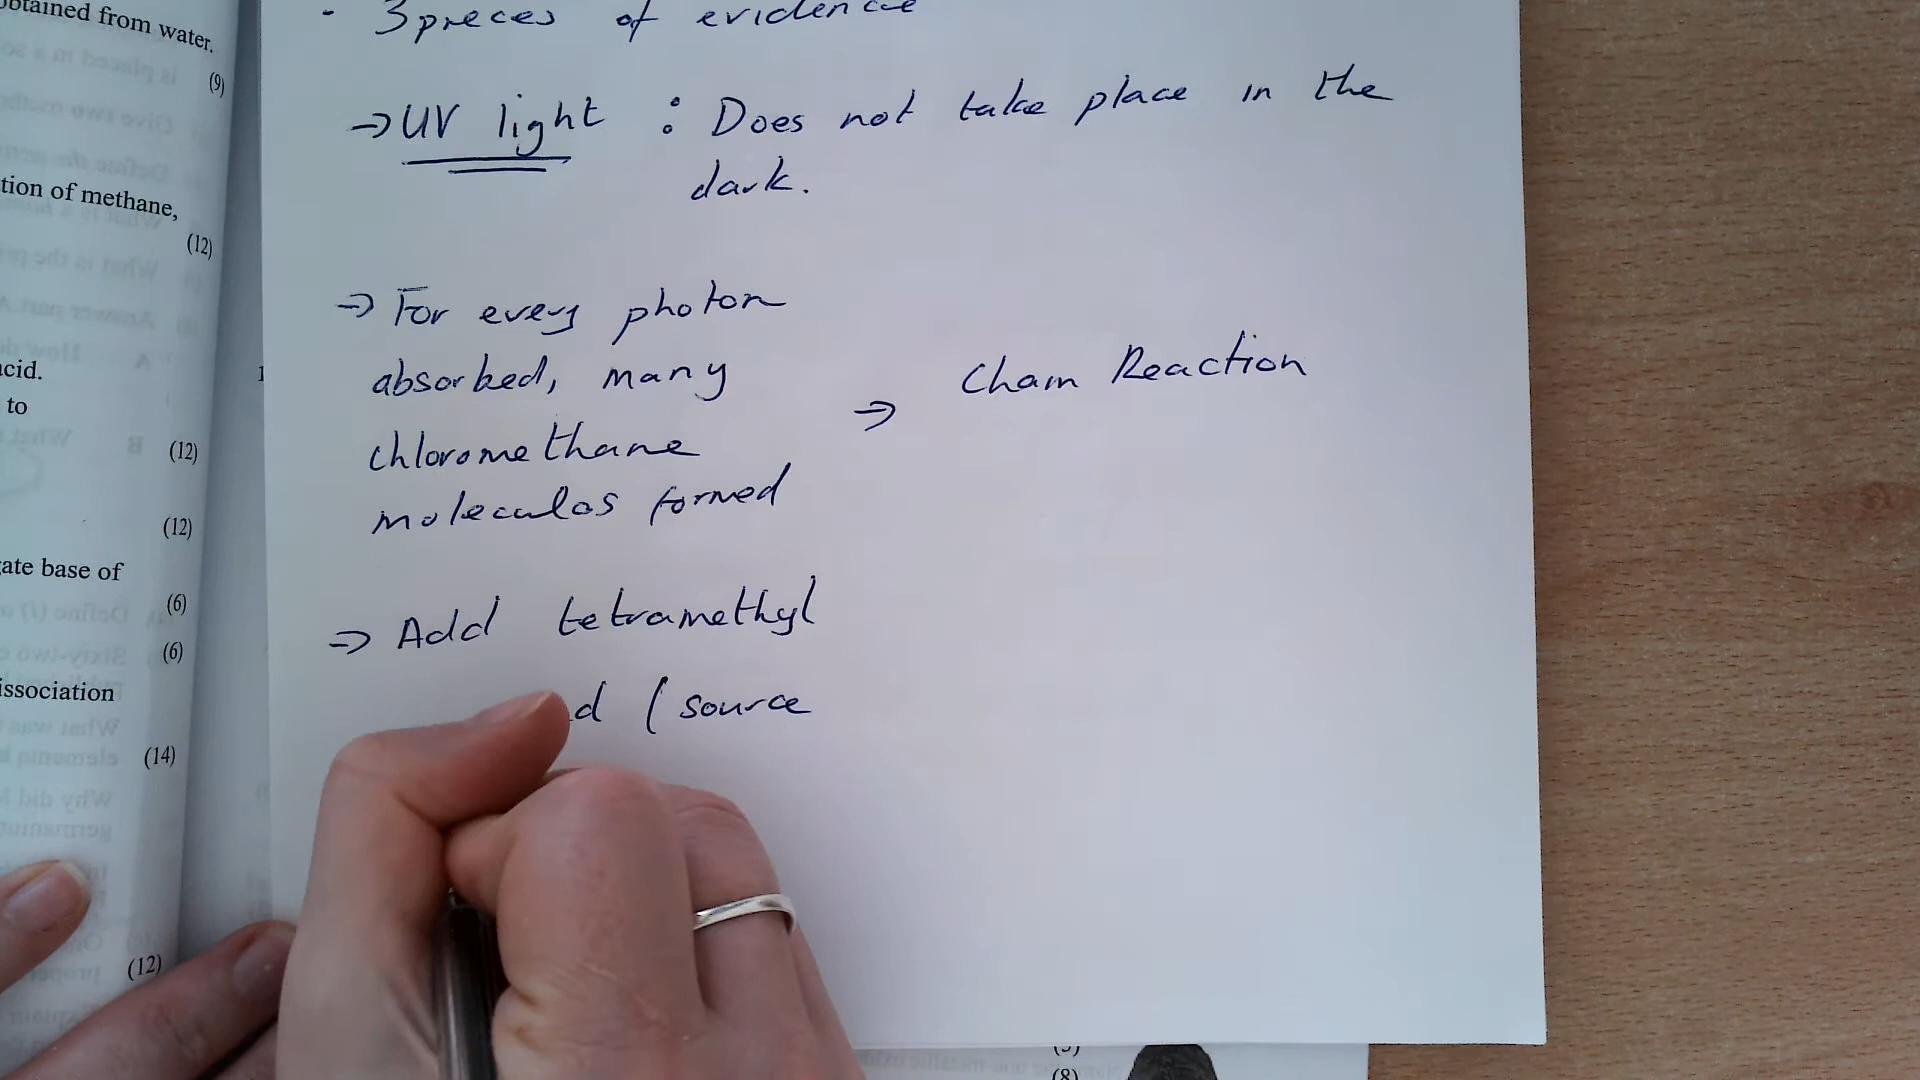 obtained from water.
(9)
tion of methane,
(12)
acid.
to
(12)
(12)
gate base of
(6)
(6)
issociation
(14)
(12)
- 3 pieces of evidence
→ UV light : Does not take place in the
dark.
→ For every photon
absorbed, many
chloromethane
molecules formed
→ Chain Reaction
→ Add tetramethyl
d (source
(8)